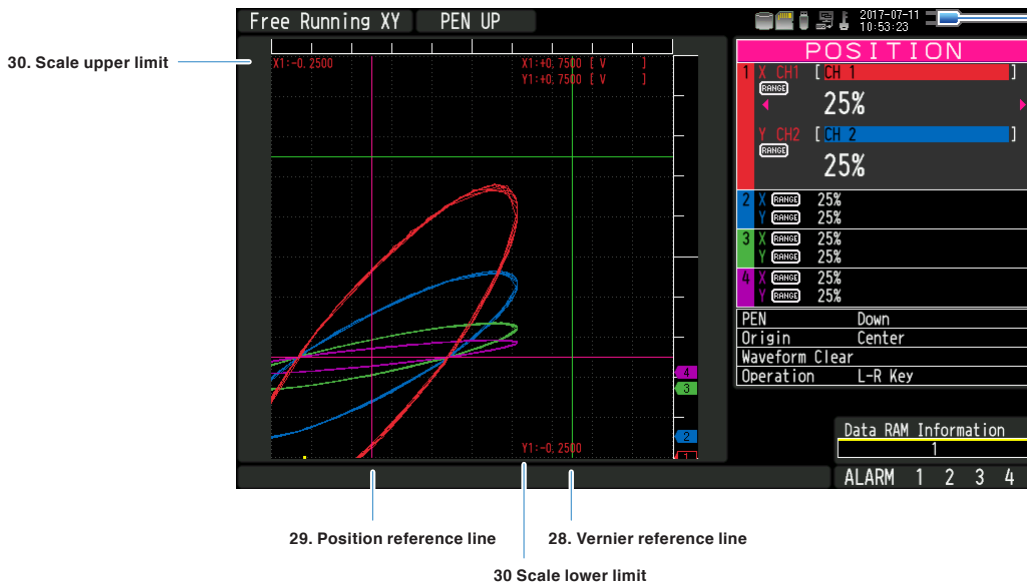 Free Running XY PEN UP
2017-07-11
10:53:23
30. Scale upper limit
X1:-0.2500
X1:+0.7500 [ V ]
Y1:+0.7500 [ V ]
POSITION
1 X CH1 [ CH 1 ]
RANGE
25%
Y CH2 [ CH 2 ]
RANGE
25%
2 X RANGE 25%
Y RANGE 25%
3 X RANGE 25%
Y RANGE 25%
4 X RANGE 25%
Y RANGE 25%
PEN Down
Origin Center
Waveform Clear
Operation L-R Key
4
3
2
1
Y1:-0.2500
Data RAM Information
1
ALARM 1 2 3 4
29. Position reference line
28. Vernier reference line
30 Scale lower limit